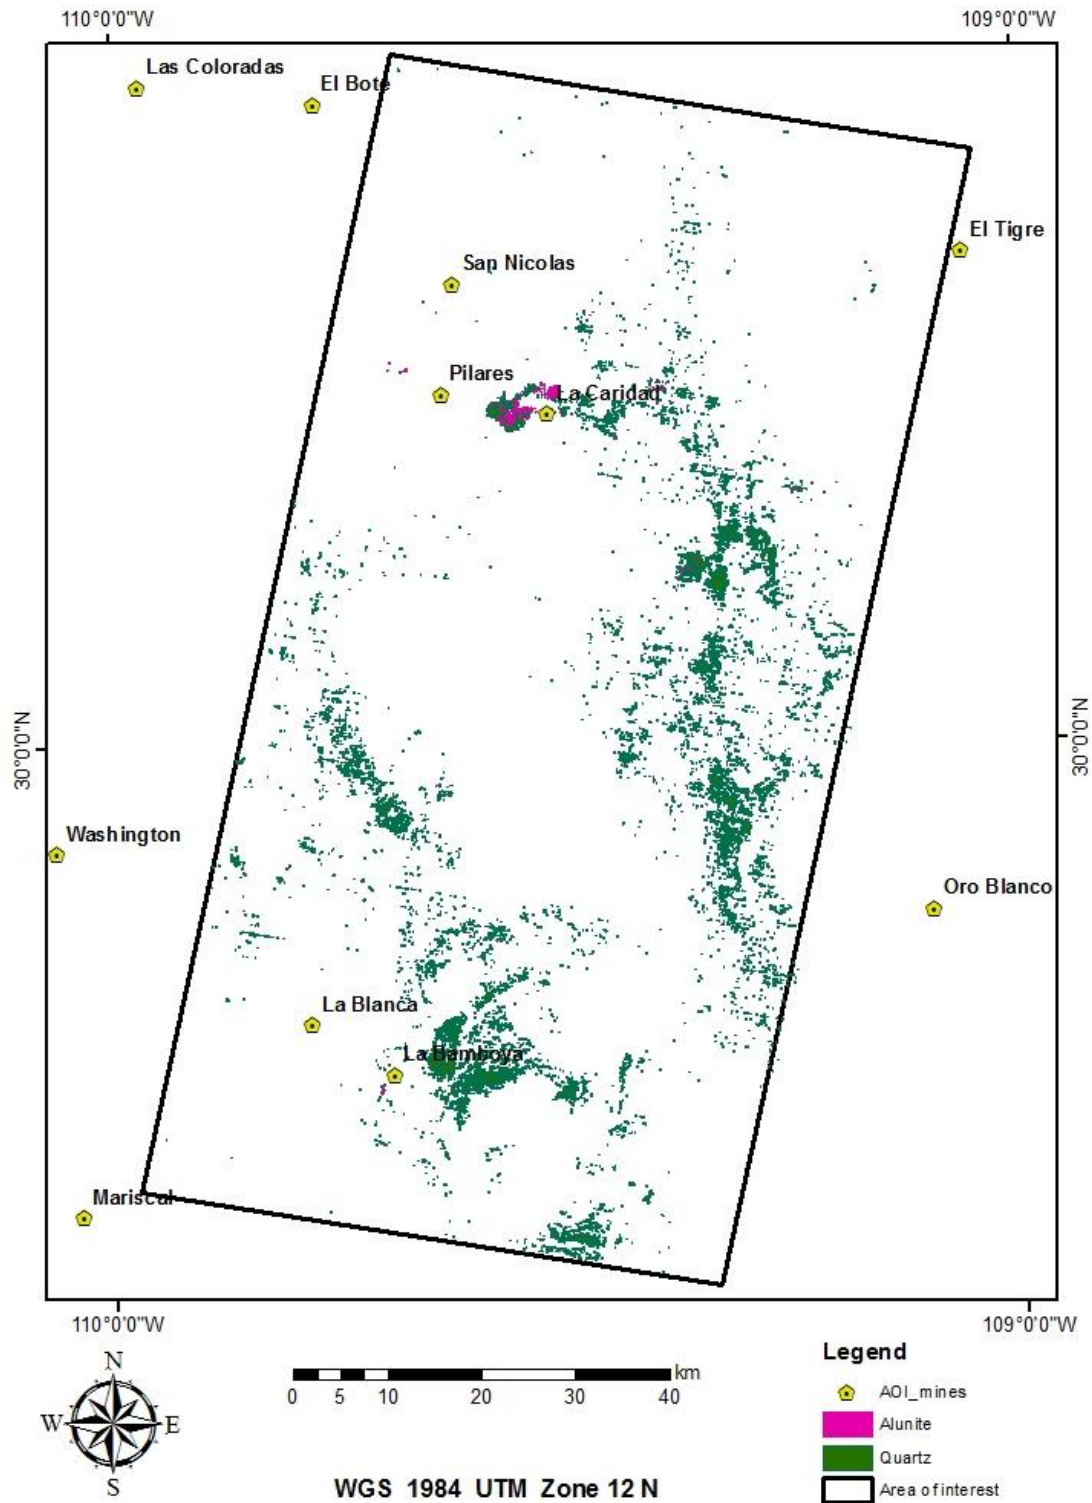 110°0'0"W 109°0'0"W
Las Coloradas
El Bote
El Tigre
San Nicolas
Pilares
La Caridad
30°0'0"N 30°0'0"N
Washington
Oro Blanco
La Blanca
La Bamboya
Mariscal
110°0'0"W 109°0'0"W
Legend
N
km
0 5 10 20 30 40
AOI_mines
W E
Alunite
Quartz
S
WGS 1984 UTM Zone 12 N
Area of interest